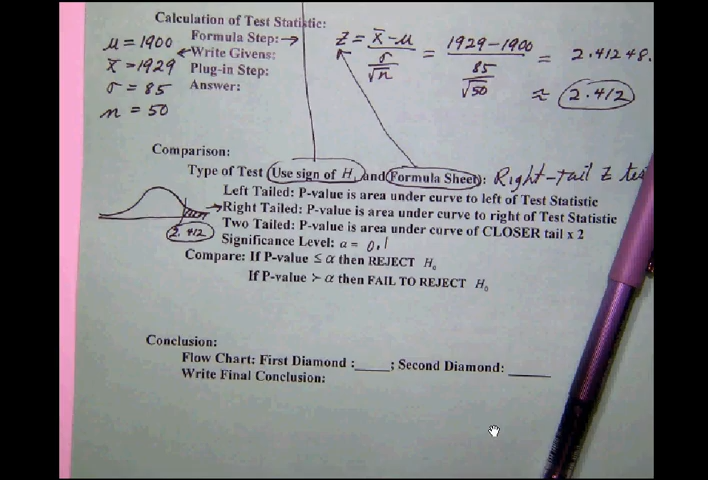 Calculation of Test Statistic:
Formula Step: → z = (x̄ − μ) / (σ / √n) = (1929 − 1900) / (85 / √50) = 2.41248.
μ = 1900 ← Write Givens:
x̄ = 1929 Plug-in Step:
σ = 85 Answer: ≈ 2.412
n = 50
Comparison:
Type of Test (Use sign of H₁ and Formula Sheet): Right-tail z
Left Tailed: P-value is area under curve to left of Test Statistic
Right Tailed: P-value is area under curve to right of Test Statistic
Two Tailed: P-value is area under curve of CLOSER tail x 2
2.412
Significance Level: α = 0.1
Compare: If P-value ≤ α then REJECT H₀
If P-value > α then FAIL TO REJECT H₀
Conclusion:
Flow Chart: First Diamond :____; Second Diamond: ____
Write Final Conclusion: